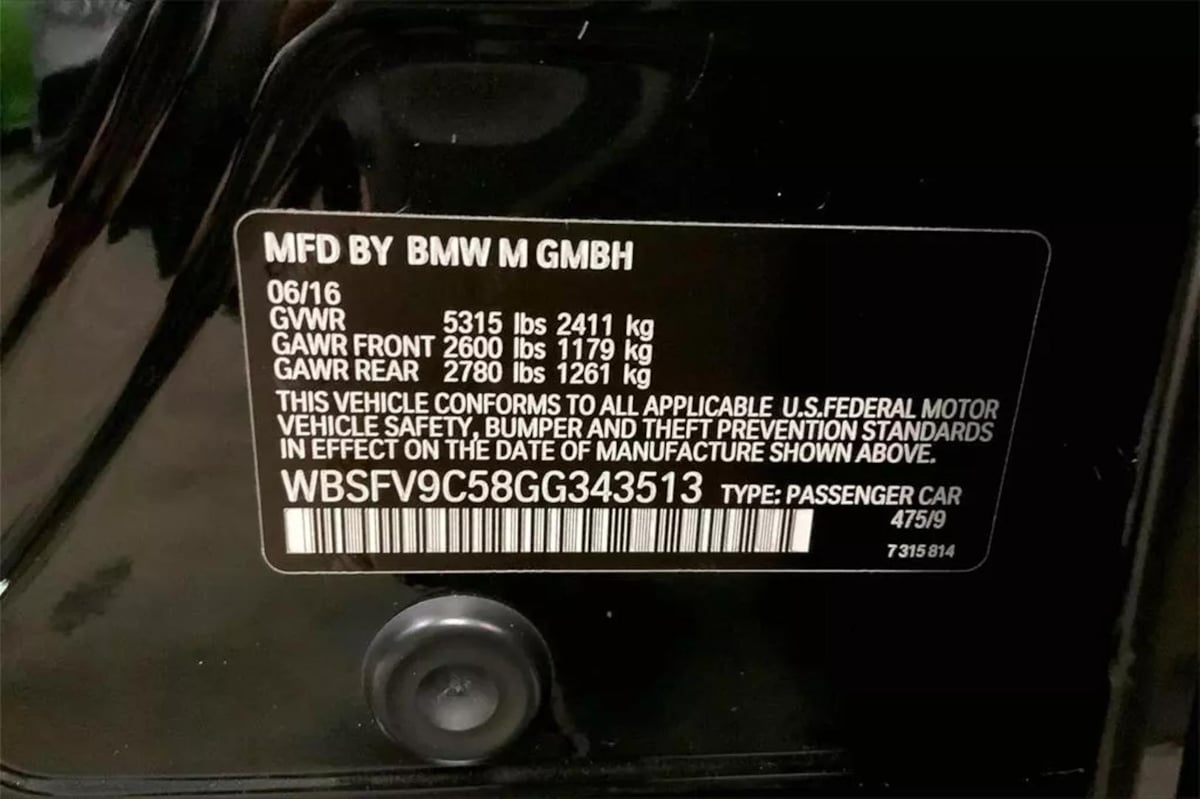 MFD BY BMW M GMBH
06/16
GVWR 5315 lbs 2411 kg
GAWR FRONT 2600 lbs 1179 kg
GAWR REAR 2780 lbs 1261 kg
THIS VEHICLE CONFORMS TO ALL APPLICABLE U.S.FEDERAL MOTOR
VEHICLE SAFETY, BUMPER AND THEFT PREVENTION STANDARDS
IN EFFECT ON THE DATE OF MANUFACTURE SHOWN ABOVE.
WBSFV9C58GG343513 TYPE: PASSENGER CAR
475/9
7 315 814